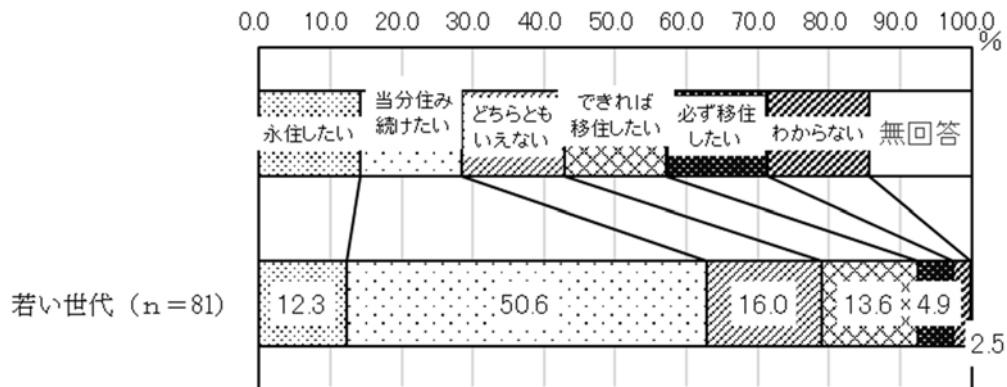 0.0 10.0 20.0 30.0 40.0 50.0 60.0 70.0 80.0 90.0 100.0
%
永住したい
当分住み
続けたい
どちらとも
いえない
できれば
移住したい
必ず移住
したい
わからない
無回答
若い世代（n＝81）
12.3 50.6 16.0 13.6 4.9
2.5